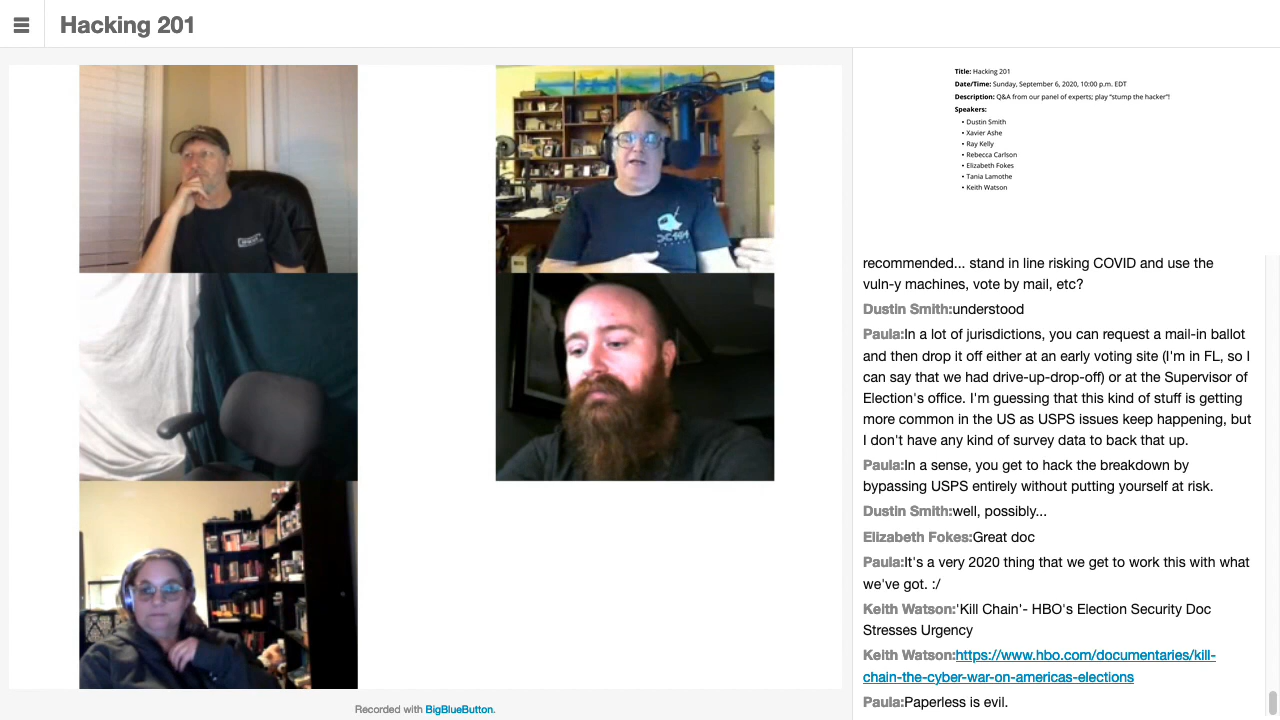 Hacking 201
Title: Hacking 201
Date/Time: Sunday, September 6, 2020, 10:00 p.m. EDT
Description: Q&A from our panel of experts; play "stump the hacker"!
Speakers:
• Dustin Smith
• Xavier Ashe
• Ray Kelly
• Rebecca Carlson
• Elizabeth Fokes
• Tania Lamothe
• Keith Watson
recommended... stand in line risking COVID and use the
vuln-y machines, vote by mail, etc?
Dustin Smith:understood
Paula:In a lot of jurisdictions, you can request a mail-in ballot
and then drop it off either at an early voting site (I'm in FL, so I
can say that we had drive-up-drop-off) or at the Supervisor of
Election's office. I'm guessing that this kind of stuff is getting
more common in the US as USPS issues keep happening, but
I don't have any kind of survey data to back that up.
Paula:In a sense, you get to hack the breakdown by
bypassing USPS entirely without putting yourself at risk.
Dustin Smith:well, possibly...
Elizabeth Fokes:Great doc
Paula:It's a very 2020 thing that we get to work this with what
we've got. :/
Keith Watson:'Kill Chain'- HBO's Election Security Doc
Stresses Urgency
Keith Watson:https://www.hbo.com/documentaries/kill-
chain-the-cyber-war-on-americas-elections
Paula:Paperless is evil.
DC404
Recorded with BigBlueButton.